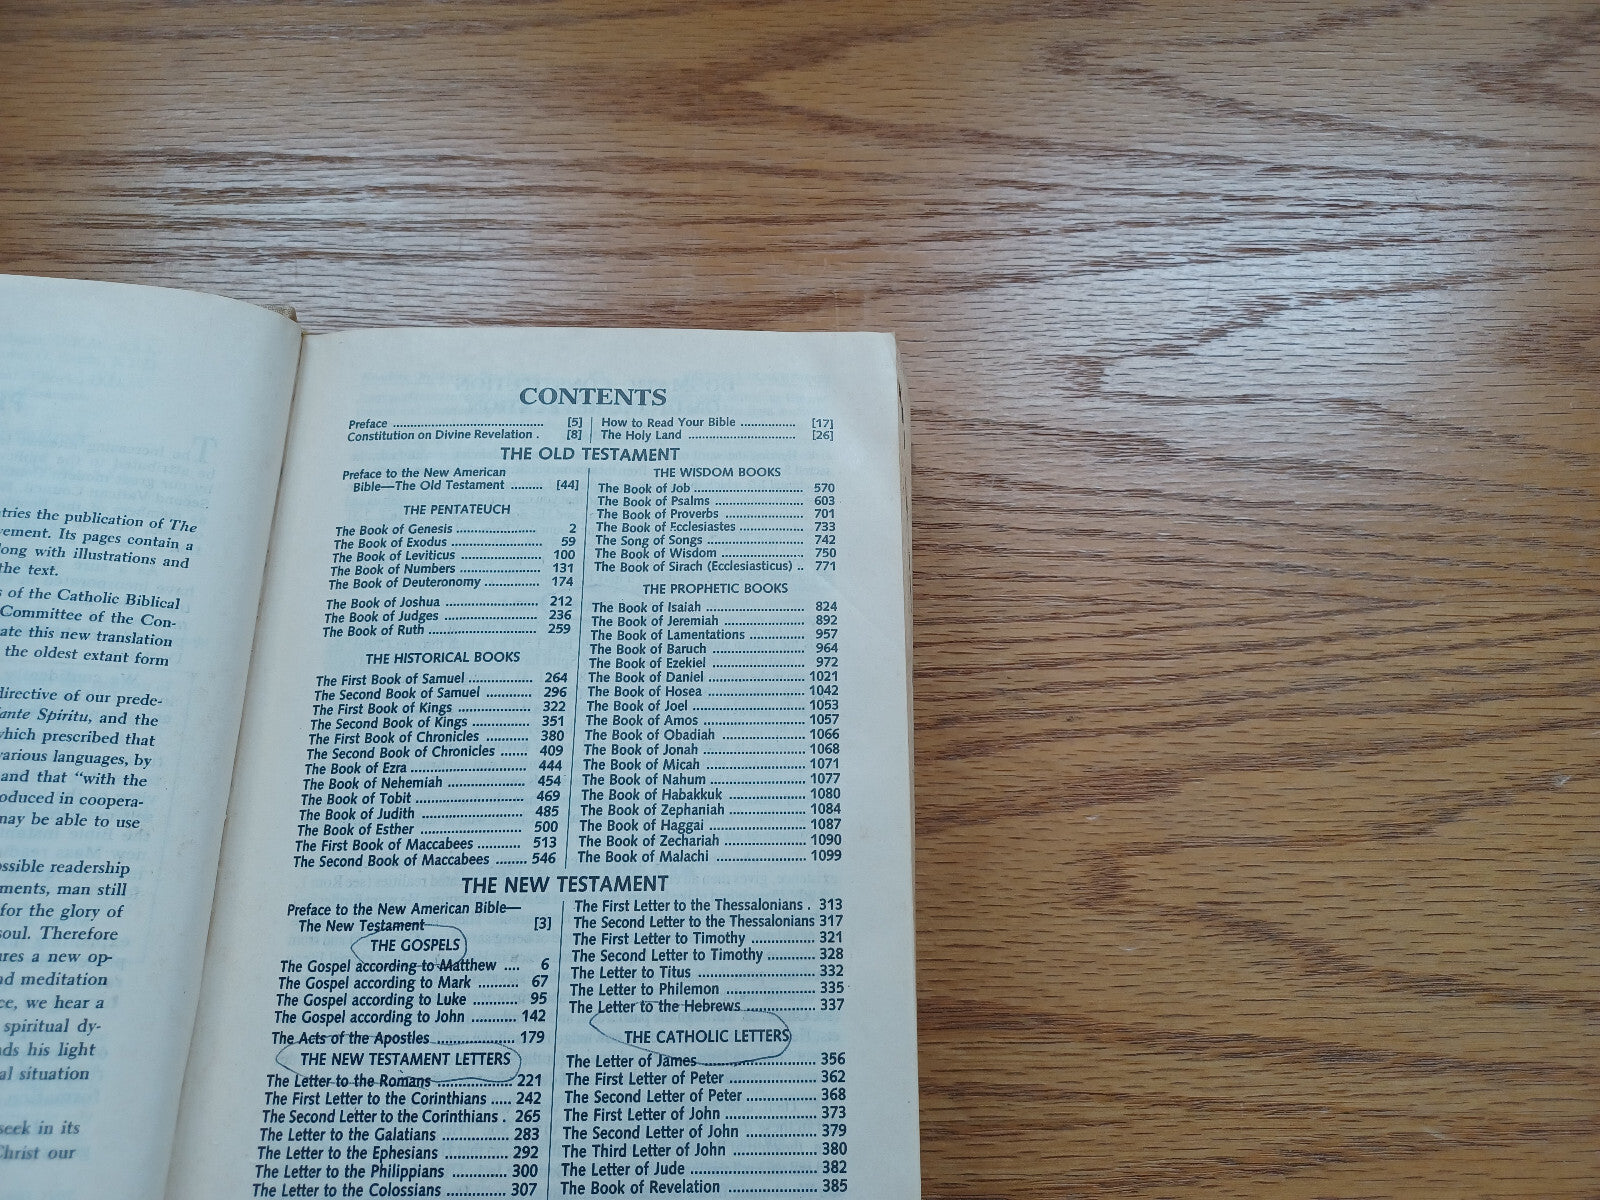 tries the publication of The
vement. Its pages contain a
long with illustrations and
the text.
s of the Catholic Biblical
Committee of the Con-
ate this new translation
the oldest extant form
directive of our prede-
Spiritu, and the
which prescribed that
various languages, by
and that "with the
oduced in coopera-
may be able to use
ossible readership
ments, man still
for the glory of
soul. Therefore
res a new op-
nd meditation
ce, we hear a
spiritual dy-
ds his light
al situation
seek in its
Christ our
CONTENTS
Preface ........ [5]
Constitution on Divine Revelation . [8]
How to Read Your Bible ........ [17]
The Holy Land ........ [26]
THE OLD TESTAMENT
Preface to the New American
Bible—The Old Testament ........ [44]
THE PENTATEUCH
The Book of Genesis ........ 2
The Book of Exodus ........ 59
The Book of Leviticus ........ 100
The Book of Numbers ........ 131
The Book of Deuteronomy ........ 174
The Book of Joshua ........ 212
The Book of Judges ........ 236
The Book of Ruth ........ 259
THE HISTORICAL BOOKS
The First Book of Samuel ........ 264
The Second Book of Samuel ........ 296
The First Book of Kings ........ 322
The Second Book of Kings ........ 351
The First Book of Chronicles ........ 380
The Second Book of Chronicles ...... 409
The Book of Ezra ........ 444
The Book of Nehemiah ........ 454
The Book of Tobit ........ 469
The Book of Judith ........ 485
The Book of Esther ........ 500
The First Book of Maccabees ........ 513
The Second Book of Maccabees ....... 546
THE WISDOM BOOKS
The Book of Job ........ 570
The Book of Psalms ........ 603
The Book of Proverbs ........ 701
The Book of Ecclesiastes ........ 733
The Song of Songs ........ 742
The Book of Wisdom ........ 750
The Book of Sirach (Ecclesiasticus) .. 771
THE PROPHETIC BOOKS
The Book of Isaiah ........ 824
The Book of Jeremiah ........ 892
The Book of Lamentations ........ 957
The Book of Baruch ........ 964
The Book of Ezekiel ........ 972
The Book of Daniel ........ 1021
The Book of Hosea ........ 1042
The Book of Joel ........ 1053
The Book of Amos ........ 1057
The Book of Obadiah ........ 1066
The Book of Jonah ........ 1068
The Book of Micah ........ 1071
The Book of Nahum ........ 1077
The Book of Habakkuk ........ 1080
The Book of Zephaniah ........ 1084
The Book of Haggai ........ 1087
The Book of Zechariah ........ 1090
The Book of Malachi ........ 1099
THE NEW TESTAMENT
Preface to the New American Bible—
The New Testament [3]
THE GOSPELS
The Gospel according to Matthew .... 6
The Gospel according to Mark ........ 67
The Gospel according to Luke ........ 95
The Gospel according to John ........ 142
The Acts of the Apostles ........ 179
THE NEW TESTAMENT LETTERS
The Letter to the Romans ........ 221
The First Letter to the Corinthians ..... 242
The Second Letter to the Corinthians . 265
The Letter to the Galatians ........ 283
The Letter to the Ephesians ........ 292
The Letter to the Philippians ........ 300
The Letter to the Colossians ........ 307
The First Letter to the Thessalonians . 313
The Second Letter to the Thessalonians 317
The First Letter to Timothy ........ 321
The Second Letter to Timothy ........ 328
The Letter to Titus ........ 332
The Letter to Philemon ........ 335
The Letter to the Hebrews ........ 337
THE CATHOLIC LETTERS
The Letter of James ........ 356
The First Letter of Peter ........ 362
The Second Letter of Peter ........ 368
The First Letter of John ........ 373
The Second Letter of John ........ 379
The Third Letter of John ........ 380
The Letter of Jude ........ 382
The Book of Revelation ........ 385